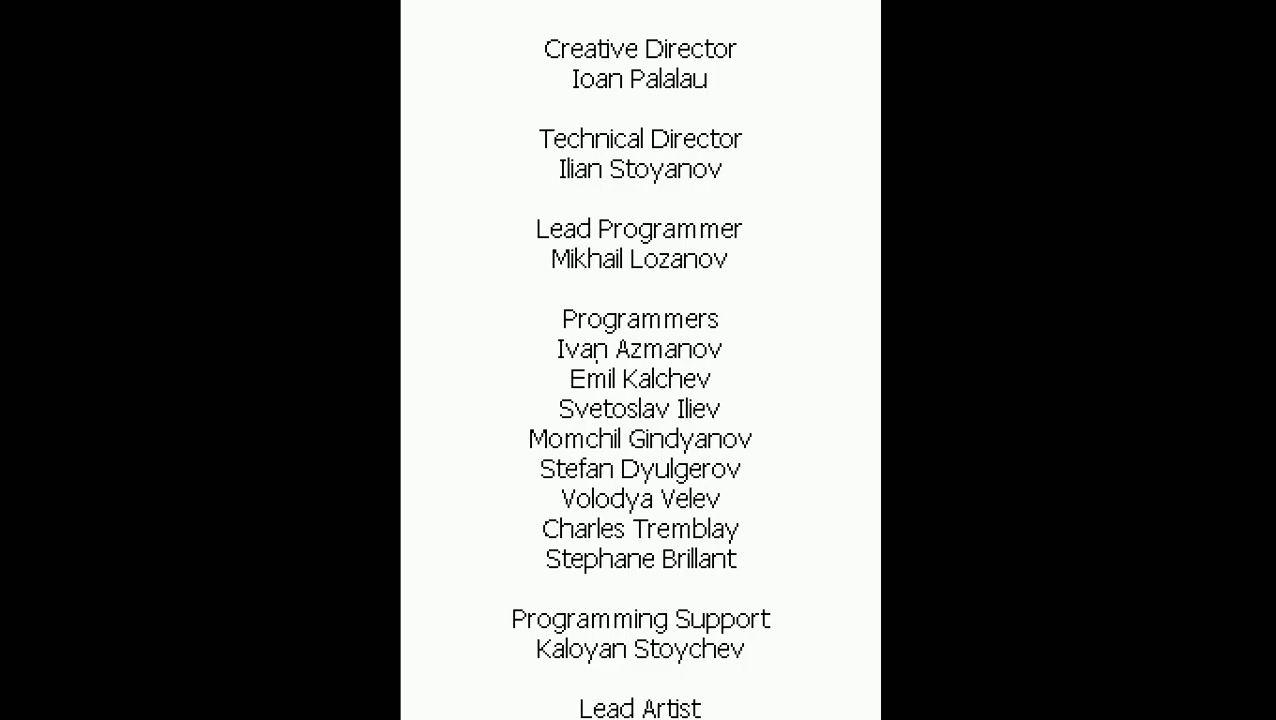 Creative Director
Ioan Palalau
Technical Director
Ilian Stoyanov
Lead Programmer
Mikhail Lozanov
Programmers
Ivan Azmanov
Emil Kalchev
Svetoslav Iliev
Momchil Gindyanov
Stefan Dyulgerov
Volodya Velev
Charles Tremblay
Stephane Brillant
Programming Support
Kaloyan Stoychev
Lead Artist